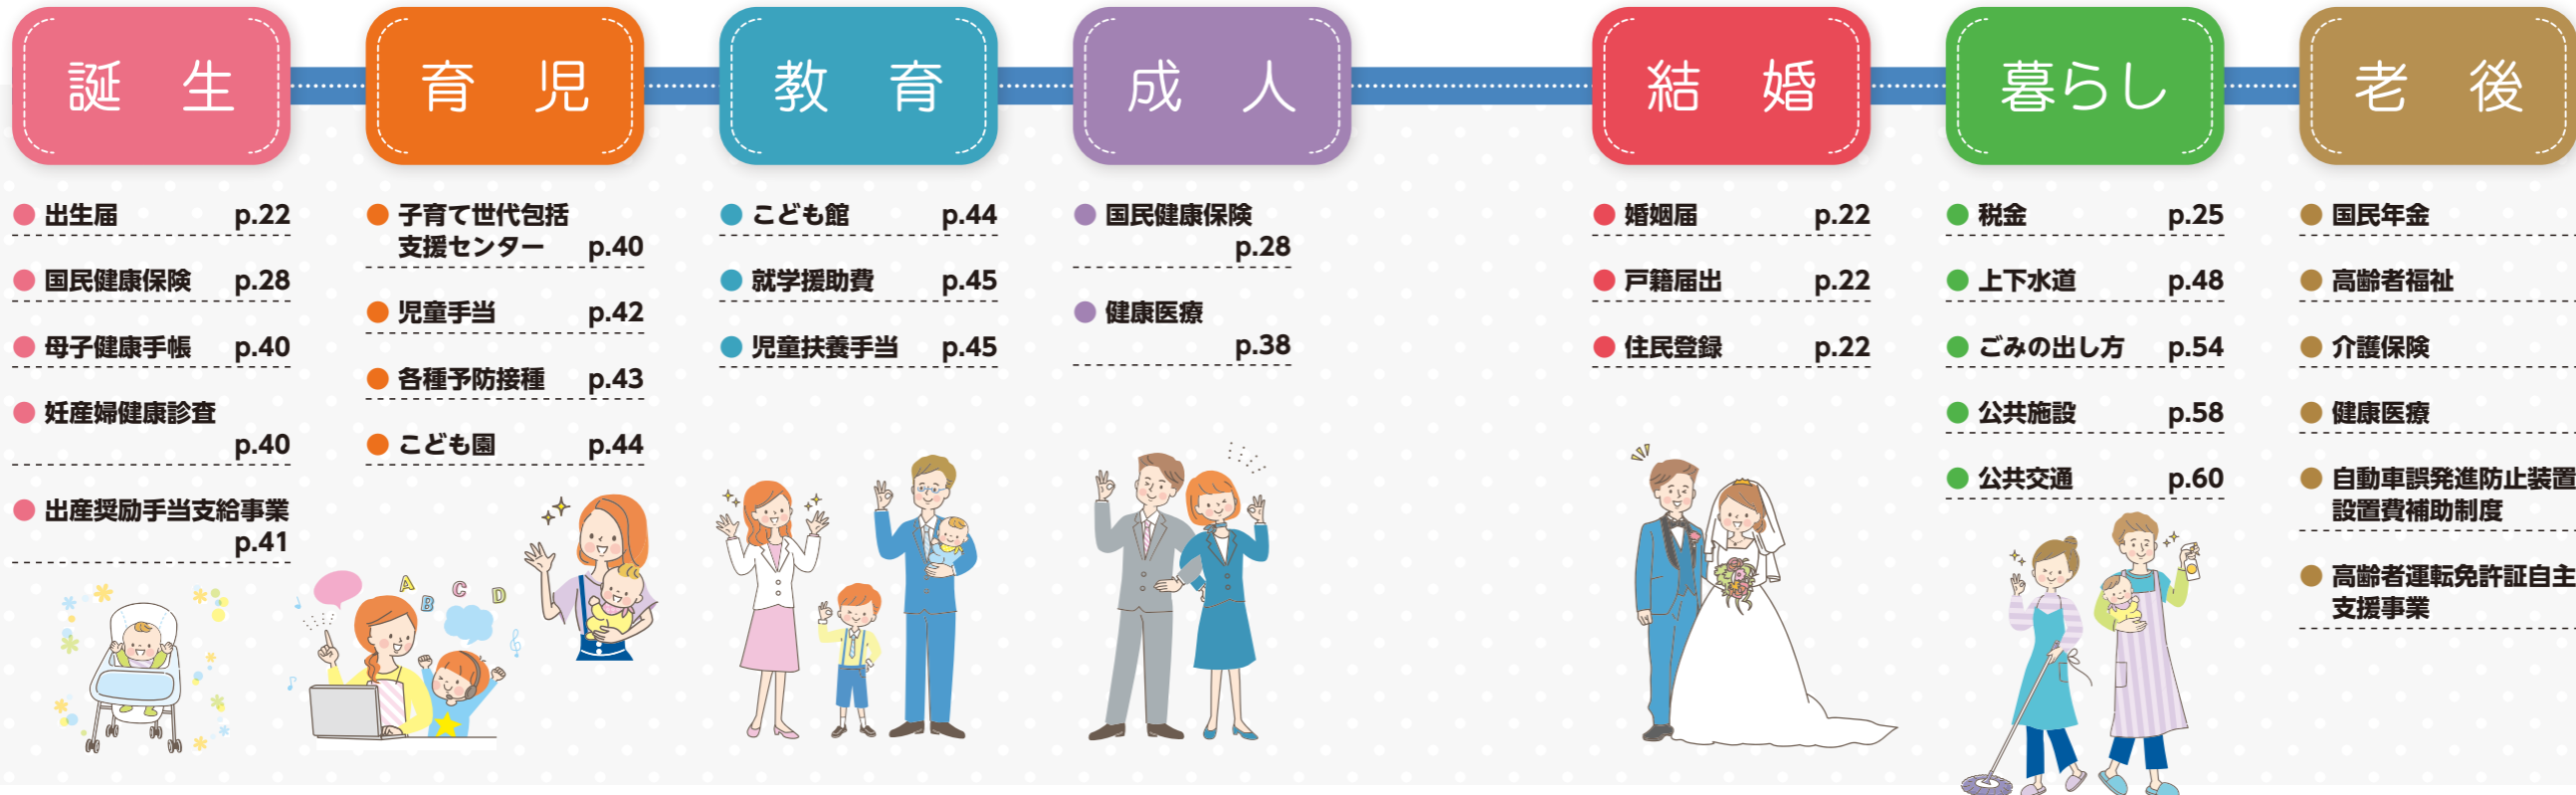 誕生
出生届 p.22
国民健康保険 p.28
母子健康手帳 p.40
妊産婦健康診査
p.40
出産奨励手当支給事業
p.41
育児
子育て世代包括
支援センター p.40
児童手当 p.42
各種予防接種 p.43
こども園 p.44
A B C D
教育
こども館 p.44
就学援助費 p.45
児童扶養手当 p.45
成人
国民健康保険
p.28
健康医療
p.38
結婚
婚姻届 p.22
戸籍届出 p.22
住民登録 p.22
暮らし
税金 p.25
上下水道 p.48
ごみの出し方 p.54
公共施設 p.58
公共交通 p.60
老後
国民年金
高齢者福祉
介護保険
健康医療
自動車誤発進防止装置
設置費補助制度
高齢者運転免許証自主
支援事業